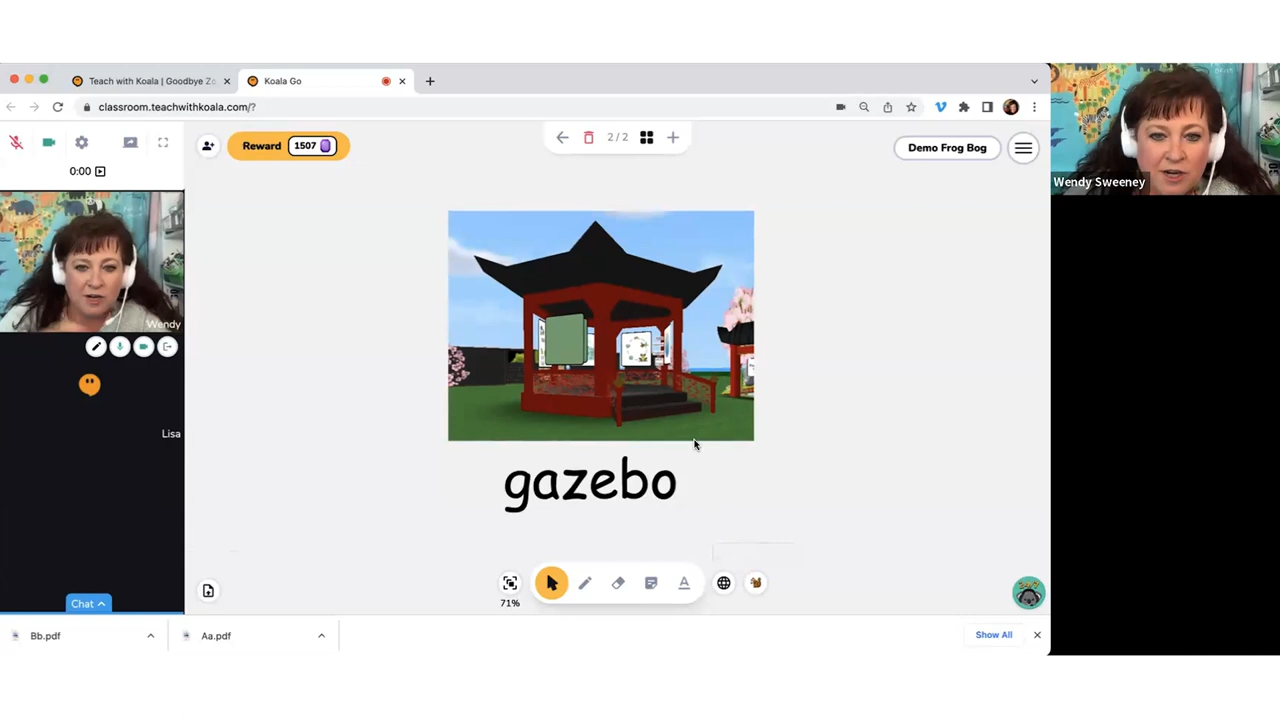 Teach with Koala | Goodbye Zo
Koala Go
classroom.teachwithkoala.com/?
Reward 1507
2 / 2
Demo Frog Bog
0:00
Wendy Sweeney
Wendy
Lisa
gazebo
A
71%
Chat
Bb.pdf
Aa.pdf
Show All